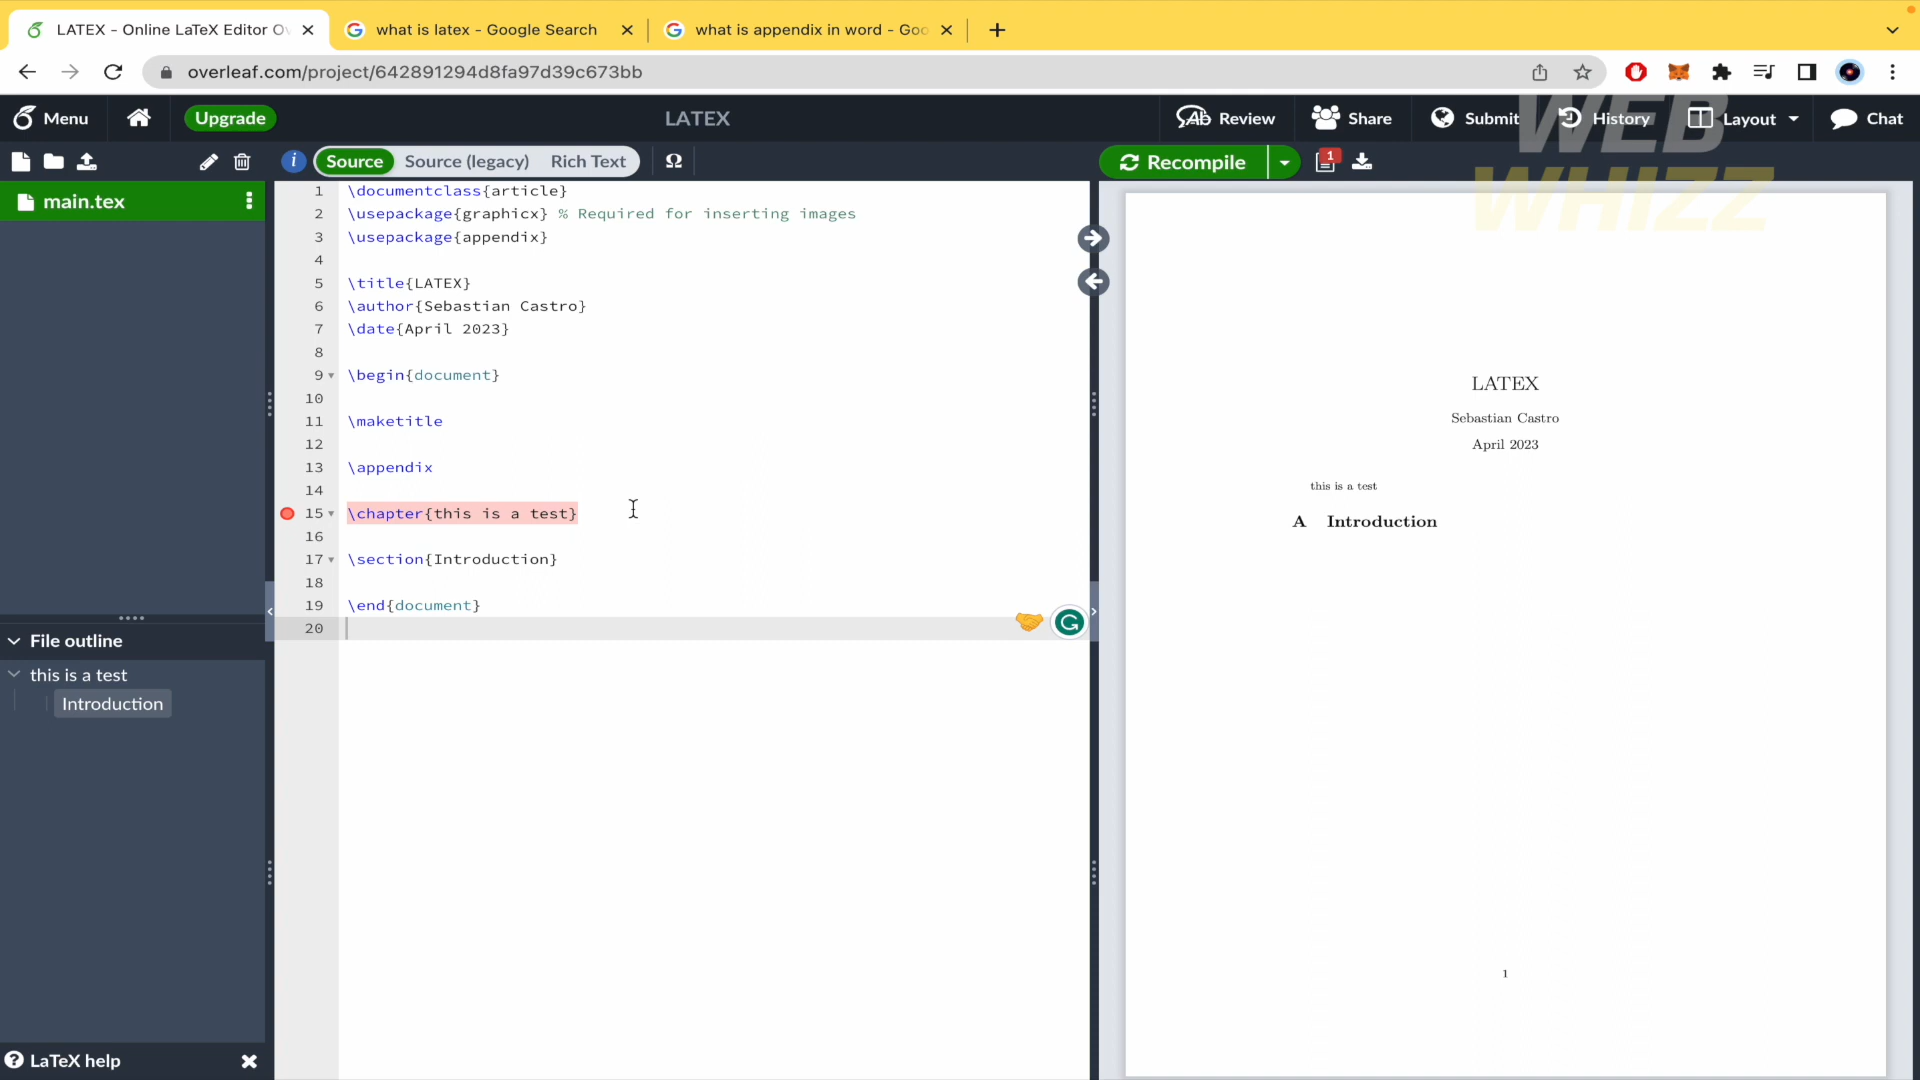 LATEX - Online LaTeX Editor O
what is latex - Google Search
what is appendix in word - Goo
overleaf.com/project/642891294d8fa97d39c673bb
Menu
Upgrade
LATEX
Review
Share
Submit
History
Layout
Chat
WEB
WHIZZ
Source
Source (legacy)
Rich Text
Ω
Recompile
1
main.tex
1 \documentclass{article}
2 \usepackage{graphicx} % Required for inserting images
3 \usepackage{appendix}
4
5 \title{LATEX}
6 \author{Sebastian Castro}
7 \date{April 2023}
8
9 \begin{document}
10
11 \maketitle
12
13 \appendix
14
15 \chapter{this is a test}
16
17 \section{Introduction}
18
19 \end{document}
20
File outline
this is a test
Introduction
LaTeX help
LATEX
Sebastian Castro
April 2023
this is a test
A Introduction
1